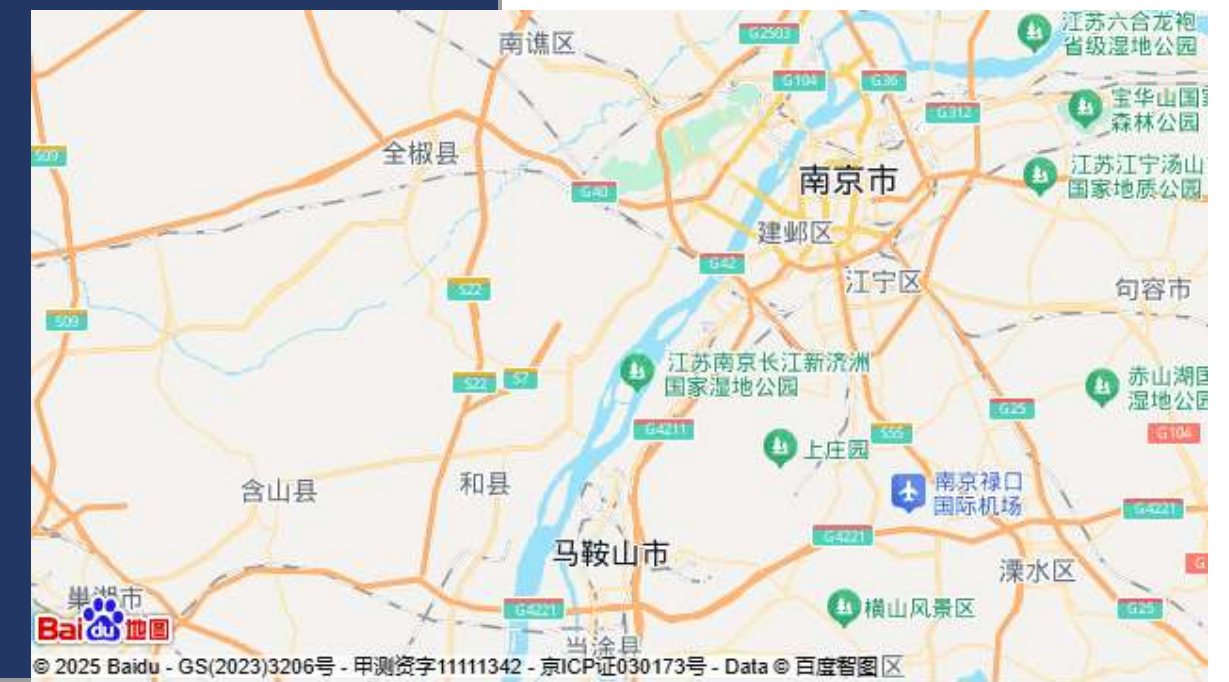 南谯区
G2503
江苏六合龙袍
省级湿地公园
G104
G36
G312
宝华山国家
森林公园
S09
全椒县
江苏江宁汤山
国家地质公园
G40
南京市
建邺区
G42
江宁区
句容市
S22
S09
江苏南京长江新济洲
国家湿地公园
S22
S7
赤山湖国
湿地公园
G25
G4211
S55
G104
上庄园
含山县
和县
南京禄口
国际机场
G4221
G4221
马鞍山市
溧水区
巢湖市
G4221
横山风景区
G25
Bai du 地图
当涂县
© 2025 Baidu - GS(2023)3206号 - 甲测资字11111342 - 京ICP证030173号 - Data © 百度智图
区